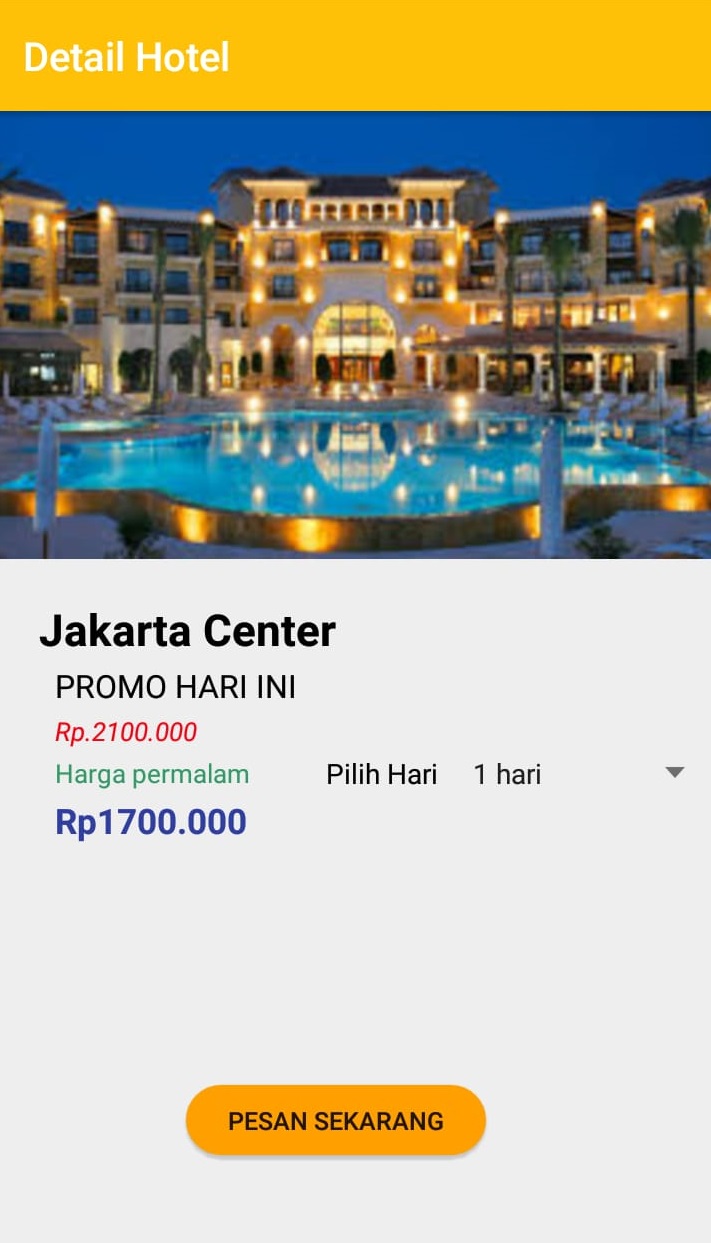 Detail Hotel
Jakarta Center
PROMO HARI INI
Rp.2100.000
Harga permalam
Pilih Hari
1 hari
Rp1700.000
PESAN SEKARANG